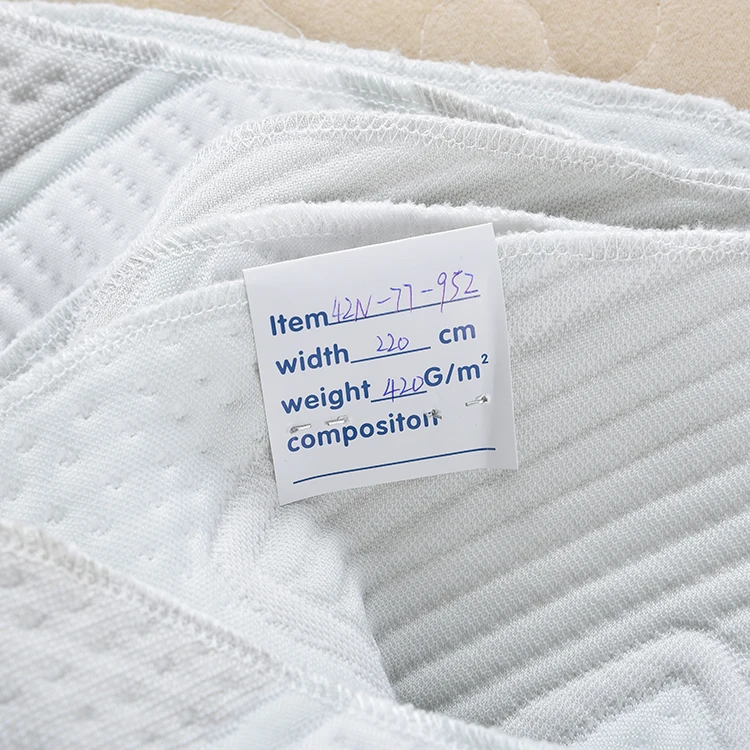 Item 42N-77-952
width 220 cm
weight 420 G/m²
compositon